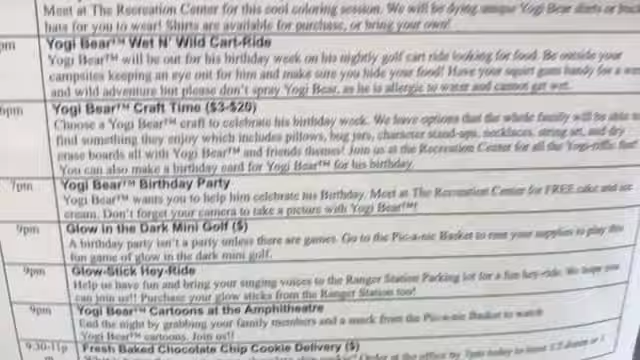 Meet at The Recreation Center for this cool coloring session. We will be dying unique Yogi Bear shirts or
hats for you to wear! Shirts are available for purchase, or bring your own!
pm Yogi Bear™ Wet N' Wild Cart-Ride
Yogi Bear™ will be out for his birthday week on his nightly golf cart ride looking for food. Be outside your
campsites keeping an eye out for him and make sure you hide your food! Have your squirt guns handy for a wet
and wild adventure but please don't spray Yogi Bear, as he is allergic to water and cannot get wet.
6pm Yogi Bear™ Craft Time ($3-$20)
Choose a Yogi Bear™ craft to celebrate his birthday week. We have options that the whole family will be able to
find something they enjoy which includes pillows, bug jars, character stand-ups, necklaces, string art, and dry
erase boards all with Yogi Bear™ and friends themes! Join us at the Recreation Center for all the Yogi-riffic fun!
You can also make a birthday card for Yogi Bear™ for his birthday.
7pm Yogi Bear™ Birthday Party
Yogi Bear™ wants you to help him celebrate his Birthday. Meet at The Recreation Center for FREE cake and ice
cream. Don't forget your camera to take a picture with Yogi Bear™!
9pm Glow in the Dark Mini Golf ($)
A birthday party isn't a party unless there are games. Go to the Pic-a-nic Basket to rent your supplies to play this
fun game of glow in the dark mini golf.
9pm Glow-Stick Hey-Ride
Help us have fun and bring your singing voices to the Ranger Station Parking lot for a fun hey-ride. We hope you
can join us!! Purchase your glow sticks from the Ranger Station too!
9pm Yogi Bear™ Cartoons at the Amphitheatre
End the night by grabbing your family members and a snack from the Pic-a-nic Basket to watch
Yogi Bear™ cartoons. Join us!!
9:30-11p Fresh Baked Chocolate Chip Cookie Delivery ($)